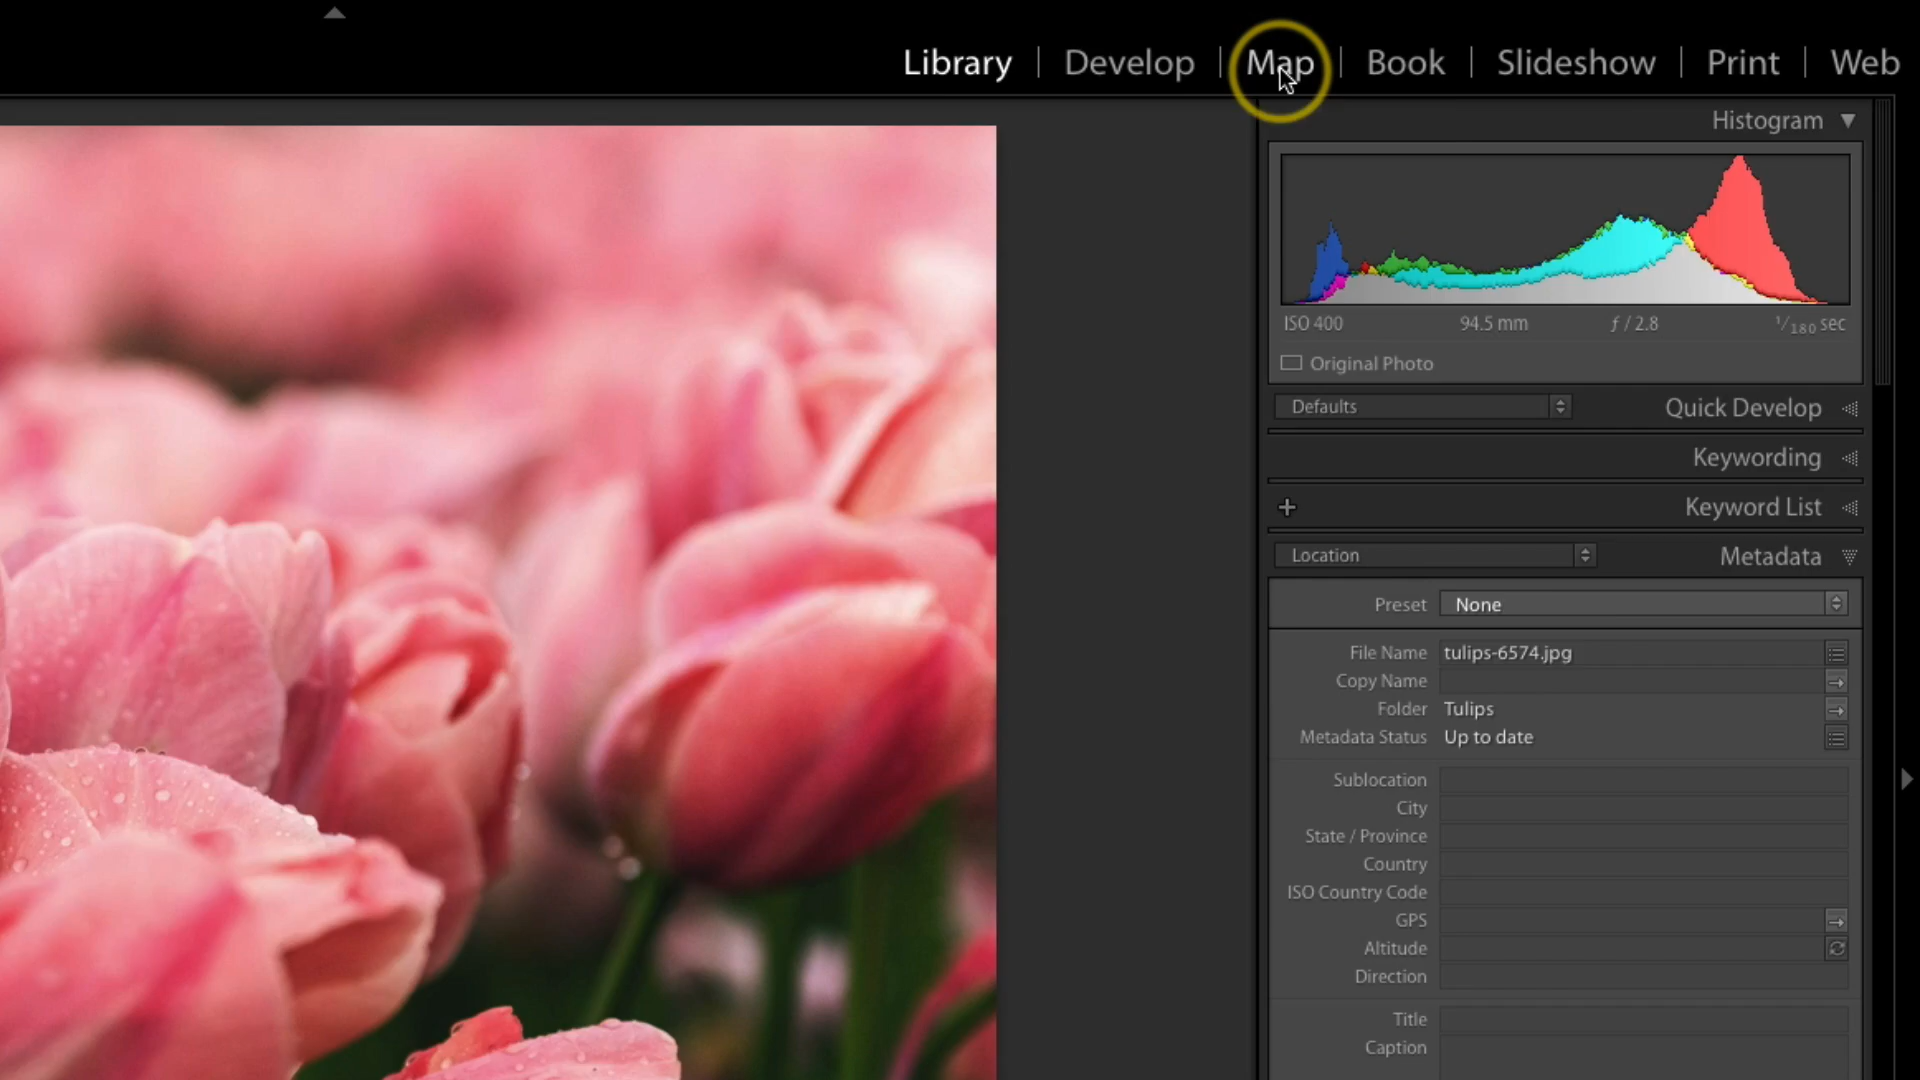 Library | Develop | Map | Book | Slideshow | Print | Web
Histogram
ISO 400 94.5 mm ƒ / 2.8 1/180 sec
Original Photo
Defaults Quick Develop
Keywording
+ Keyword List
Location Metadata
Preset None
File Name tulips-6574.jpg
Copy Name
Folder Tulips
Metadata Status Up to date
Sublocation
City
State / Province
Country
ISO Country Code
GPS
Altitude
Direction
Title
Caption